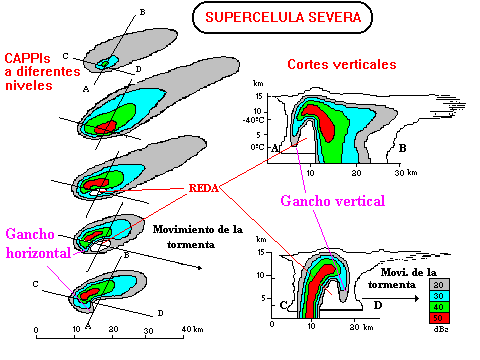 SUPERCELULA SEVERA
CAPPIs
a diferentes
niveles
B
C
D
A
Cortes verticales
km
15
10
-40ºC
5
0ºC
A
B
10
20
30 km
REDA
Gancho vertical
Gancho
horizontal
Movimiento de la
tormenta
B
C
D
A
0
10
20
30
40 km
km
15
10
5
C
D
0
10
20
km
Movi. de la
tormenta
20
30
40
50
dBz